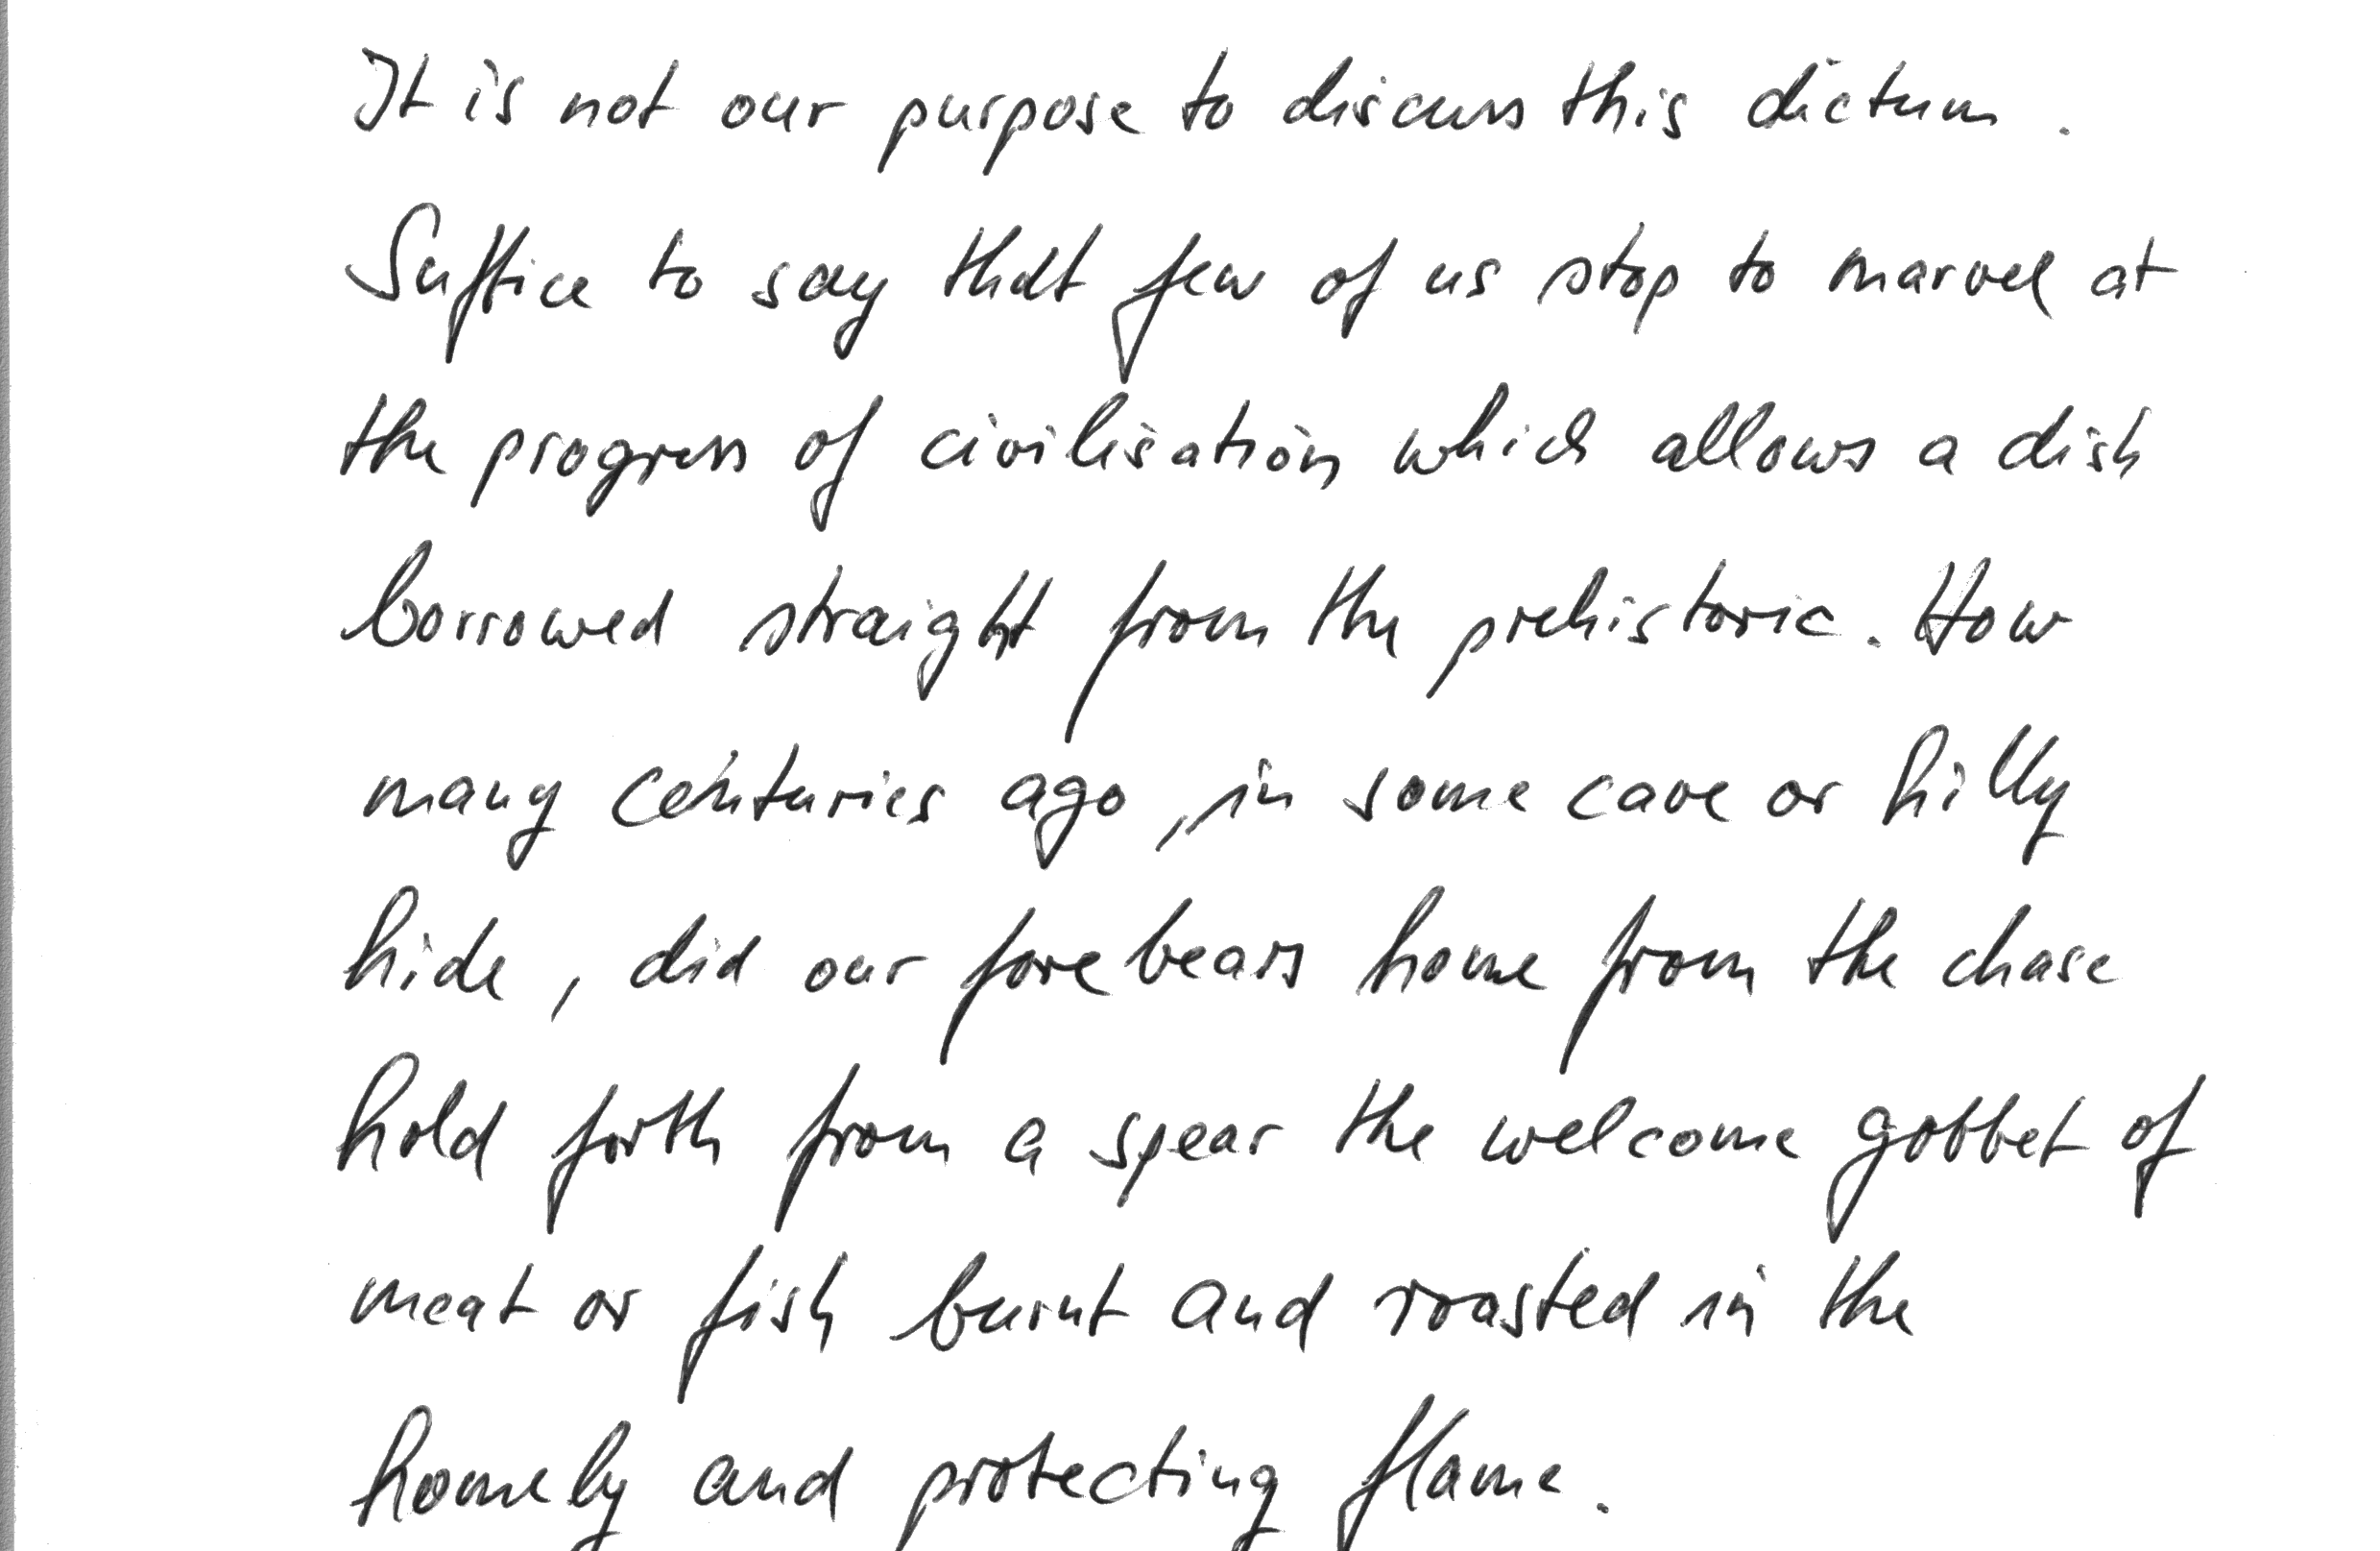 It is not our purpose to discuss this dictum.
Suffice to say that few of us stop to marvel at
the progress of civilisation which allows a dish
borrowed straight from the prehistoric. How
many centuries ago, in some cave or hilly
hide, did our forebears home from the chase
hold forth from a spear the welcome gobbet of
meat or fish burnt and roasted in the
homely and protecting flame.